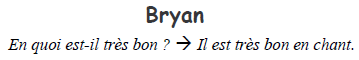 Bryan
En quoi est-il très bon ? → Il est très bon en chant.